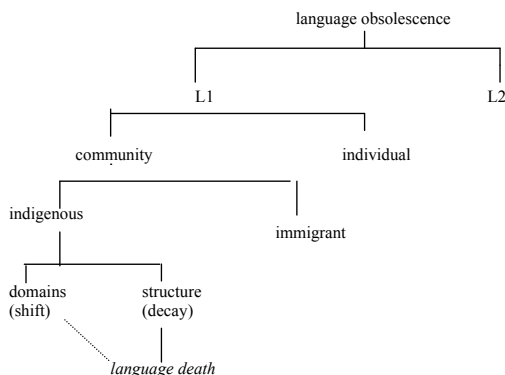 language obsolescence
L1 L2
community individual
indigenous
immigrant
domains structure
(shift) (decay)
language death